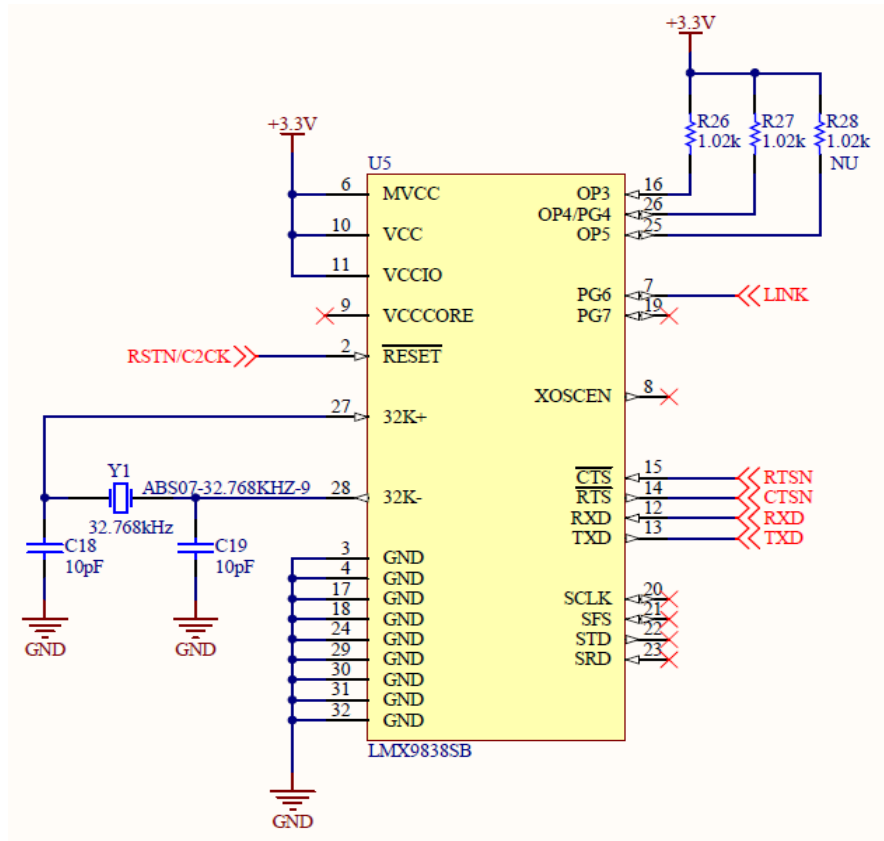 +3.3V
R26
1.02k
R27
1.02k
R28
1.02k
NU
+3.3V
U5
6 MVCC
10 VCC
11 VCCIO
9 VCCCORE
RSTN/C2CK 2 RESET
27 32K+
Y1
ABS07-32.768KHZ-9
28 32K-
32.768kHz
C18
10pF
C19
10pF
GND
GND
3 GND
4 GND
17 GND
18 GND
24 GND
29 GND
30 GND
31 GND
32 GND
GND
OP3 16
OP4/PG4 26
OP5 25
PG6 7 LINK
PG7 19
XOSCEN 8
CTS 15 RTSN
RTS 14 CTSN
RXD 12 RXD
TXD 13 TXD
SCLK 20
SFS 21
STD 22
SRD 23
LMX9838SB